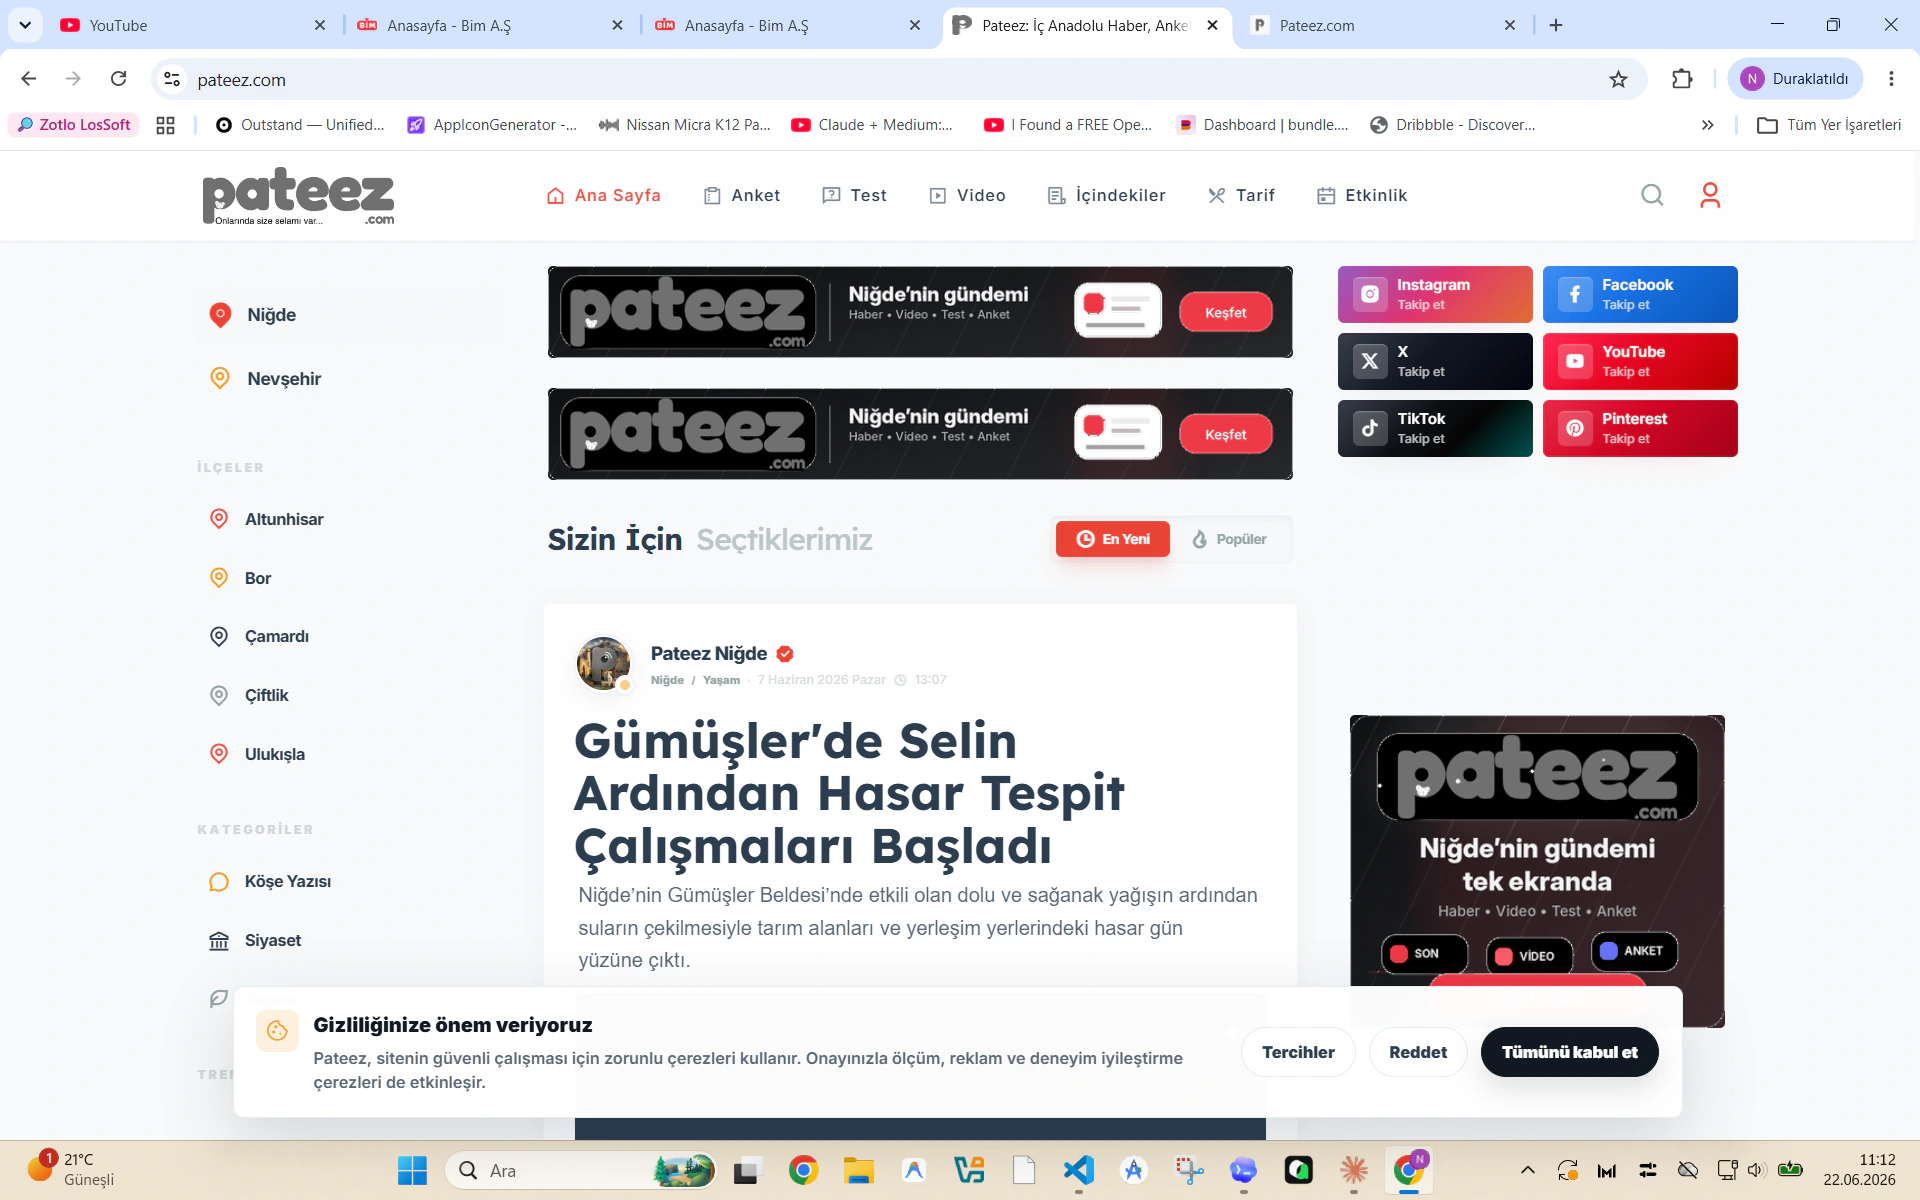 YouTube
Anasayfa - Bim A.Ş
Anasayfa - Bim A.Ş
Pateez: İç Anadolu Haber, Anke
Pateez.com
pateez.com
N
Duraklatıldı
Zotlo LosSoft
Outstand — Unified...
AppIconGenerator -...
Nissan Micra K12 Pa...
Claude + Medium:...
I Found a FREE Ope...
Dashboard | bundle....
Dribbble - Discover...
Tüm Yer İşaretleri
pateez
Onlarında size selamı var...
.com
Ana Sayfa
Anket
Test
Video
İçindekiler
Tarif
Etkinlik
Niğde
Nevşehir
İLÇELER
Altunhisar
Bor
Çamardı
Çiftlik
Ulukışla
KATEGORİLER
Köşe Yazısı
Siyaset
TREN
pateez
.com
Niğde'nin gündemi
Haber • Video • Test • Anket
Keşfet
pateez
.com
Niğde'nin gündemi
Haber • Video • Test • Anket
Keşfet
Sizin İçin Seçtiklerimiz
En Yeni
Popüler
Pateez Niğde
Niğde / Yaşam · 7 Haziran 2026 Pazar 13:07
Gümüşler'de Selin
Ardından Hasar Tespit
Çalışmaları Başladı
Niğde'nin Gümüşler Beldesi'nde etkili olan dolu ve sağanak yağışın ardından
suların çekilmesiyle tarım alanları ve yerleşim yerlerindeki hasar gün
yüzüne çıktı.
Instagram
Takip et
Facebook
Takip et
X
Takip et
YouTube
Takip et
TikTok
Takip et
Pinterest
Takip et
pateez
.com
Niğde'nin gündemi
tek ekranda
Haber • Video • Test • Anket
SON
VİDEO
ANKET
Gizliliğinize önem veriyoruz
Pateez, sitenin güvenli çalışması için zorunlu çerezleri kullanır. Onayınızla ölçüm, reklam ve deneyim iyileştirme
çerezleri de etkinleşir.
Tercihler
Reddet
Tümünü kabul et
1
21°C
Güneşli
Ara
N
11:12
22.06.2026